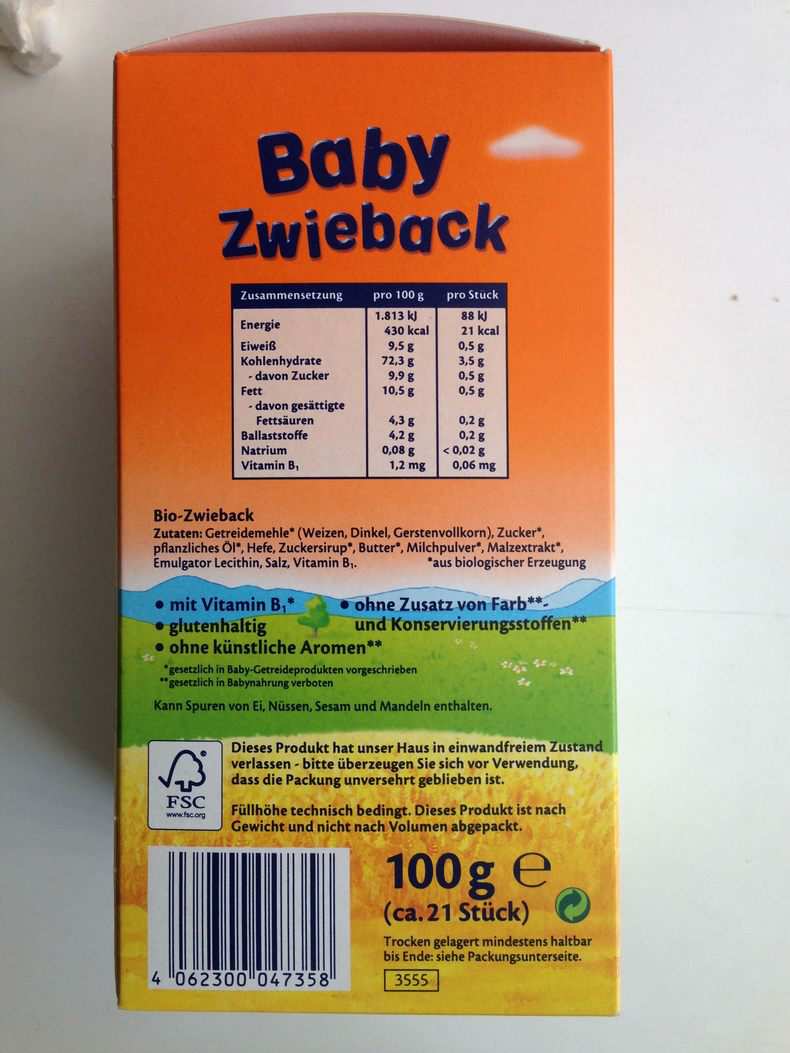 Baby
Zwieback
Zusammensetzung pro 100 g pro Stück
Energie 1.813 kJ 88 kJ
430 kcal 21 kcal
Eiweiß 9,5 g 0,5 g
Kohlenhydrate 72,3 g 3,5 g
- davon Zucker 9,9 g 0,5 g
Fett 10,5 g 0,5 g
- davon gesättigte
Fettsäuren 4,3 g 0,2 g
Ballaststoffe 4,2 g 0,2 g
Natrium 0,08 g < 0,02 g
Vitamin B₁ 1,2 mg 0,06 mg
Bio-Zwieback
Zutaten: Getreidemehle* (Weizen, Dinkel, Gerstenvollkorn), Zucker*,
pflanzliches Öl*, Hefe, Zuckersirup*, Butter*, Milchpulver*, Malzextrakt*,
Emulgator Lecithin, Salz, Vitamin B₁. *aus biologischer Erzeugung
• mit Vitamin B₁*
• glutenhaltig
• ohne künstliche Aromen**
• ohne Zusatz von Farb**-
und Konservierungsstoffen**
*gesetzlich in Baby-Getreideprodukten vorgeschrieben
**gesetzlich in Babynahrung verboten
Kann Spuren von Ei, Nüssen, Sesam und Mandeln enthalten.
FSC
www.fsc.org
Dieses Produkt hat unser Haus in einwandfreiem Zustand
verlassen - bitte überzeugen Sie sich vor Verwendung,
dass die Packung unversehrt geblieben ist.
Füllhöhe technisch bedingt. Dieses Produkt ist nach
Gewicht und nicht nach Volumen abgepackt.
100 g ℮
(ca. 21 Stück)
Trocken gelagert mindestens haltbar
bis Ende: siehe Packungsunterseite.
3555
4 062300 047358